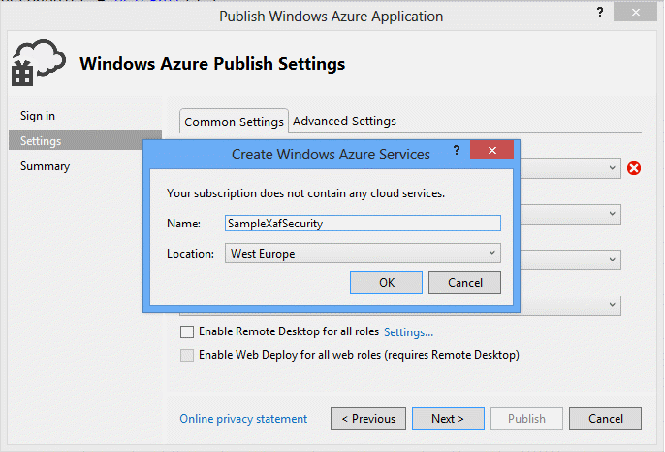 Publish Windows Azure Application
Windows Azure Publish Settings
Sign in
Settings
Summary
Common Settings
Advanced Settings
Create Windows Azure Services
Your subscription does not contain any cloud services.
Name:
SampleXafSecurity
Location:
West Europe
OK
Cancel
Enable Remote Desktop for all roles
Settings...
Enable Web Deploy for all web roles (requires Remote Desktop)
Online privacy statement
< Previous
Next >
Publish
Cancel